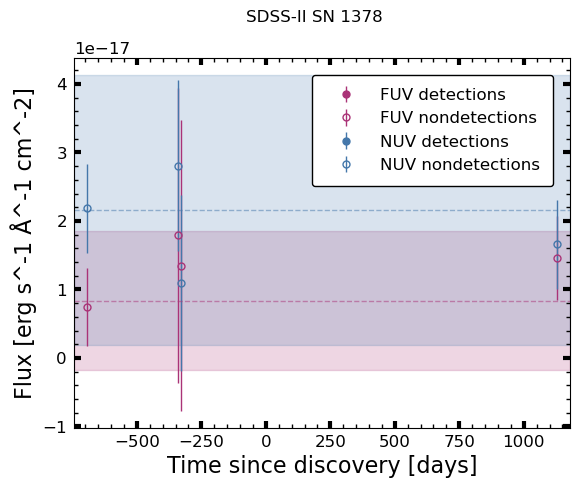 SDSS-II SN 1378
1e−17
FUV detections
FUV nondetections
NUV detections
NUV nondetections
4
3
2
1
0
−1
Flux [erg s^-1 Å^-1 cm^-2]
−500 −250 0 250 500 750 1000
Time since discovery [days]